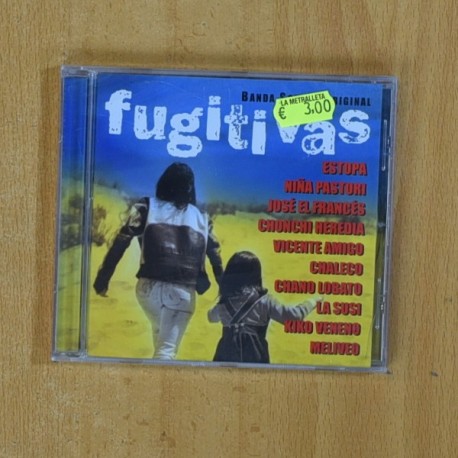 BANDA ORIGINAL
LA METRALLETA
€ 3,00
fugitivas
ESTOPA
NIÑA PASTORI
JOSÉ EL FRANCÉS
CHONCHI HEREDIA
VICENTE AMIGO
CHALECO
CHANO LOBATO
LA SUSI
KIKO VENENO
MELIVEO